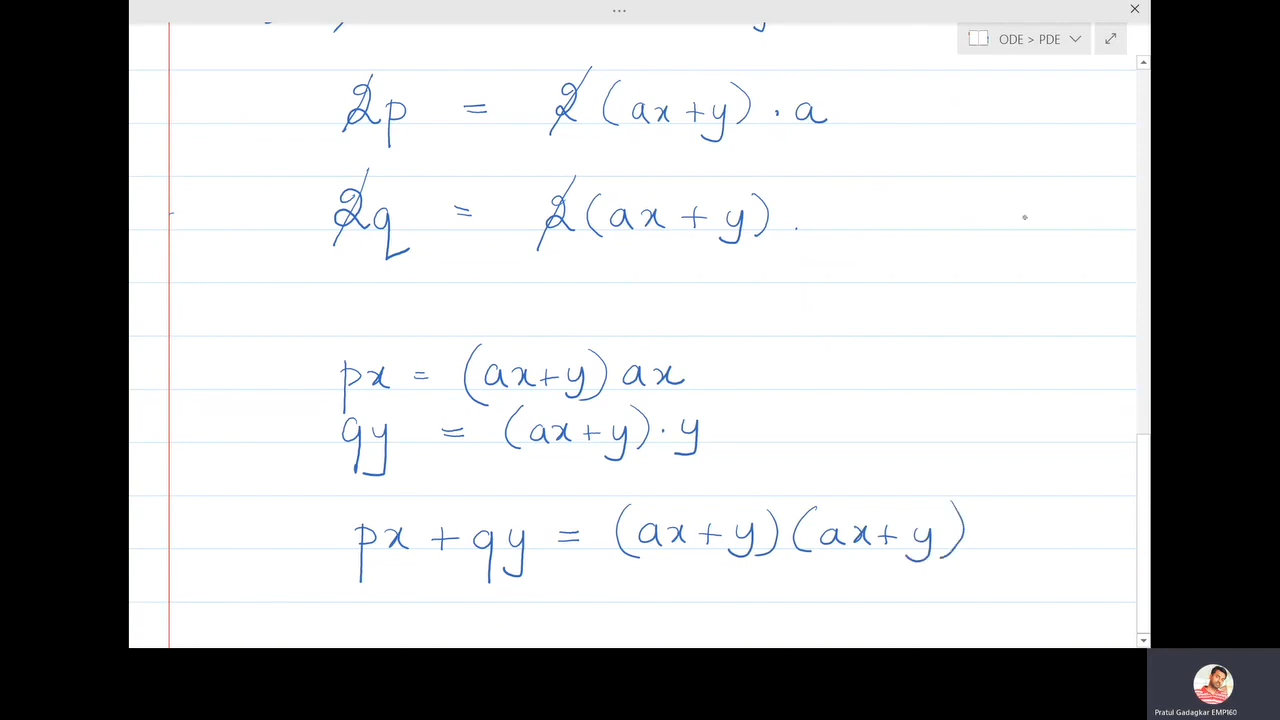 ODE > PDE
2p = 2(ax+y) · a
2q = 2(ax + y) .
px = (ax+y) ax
qy = (ax+y) · y
px + qy = (ax+y)(ax+y)
Pratul Gadagkar EMP160